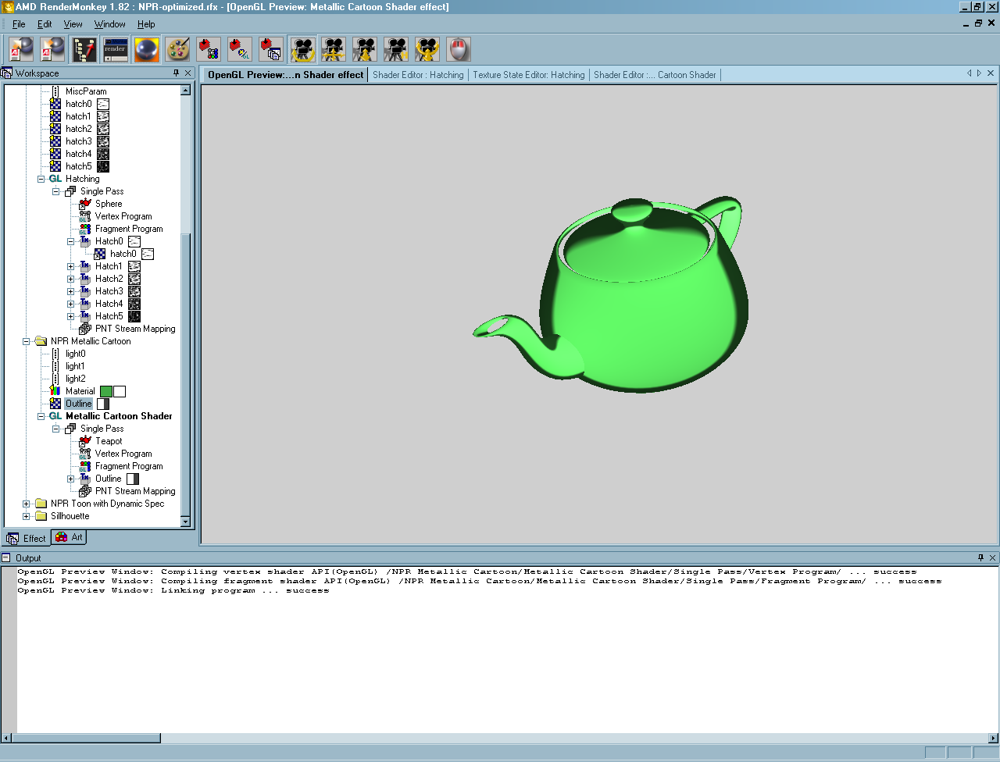 AMD RenderMonkey 1.82 : NPR-optimized.rfx - [OpenGL Preview: Metallic Cartoon Shader effect]
File Edit View Window Help
render
Workspace
OpenGL Preview:...n Shader effect Shader Editor : Hatching Texture State Editor: Hatching Shader Editor :... Cartoon Shader
MiscParam
hatch0
hatch1
hatch2
hatch3
hatch4
hatch5
GL Hatching
Single Pass
Sphere
Vertex Program
Fragment Program
Hatch0
hatch0
Hatch1
Hatch2
Hatch3
Hatch4
Hatch5
PNT Stream Mapping
NPR Metallic Cartoon
light0
light1
light2
Material
Outline
GL Metallic Cartoon Shader
Single Pass
Teapot
Vertex Program
Fragment Program
Outline
PNT Stream Mapping
NPR Toon with Dynamic Spec
Sillhouette
Effect Art
Output
OpenGL Preview Window: Compiling vertex shader API(OpenGL) /NPR Metallic Cartoon/Metallic Cartoon Shader/Single Pass/Vertex Program/ ... success
OpenGL Preview Window: Compiling fragment shader API(OpenGL) /NPR Metallic Cartoon/Metallic Cartoon Shader/Single Pass/Fragment Program/ ... success
OpenGL Preview Window: Linking program ... success